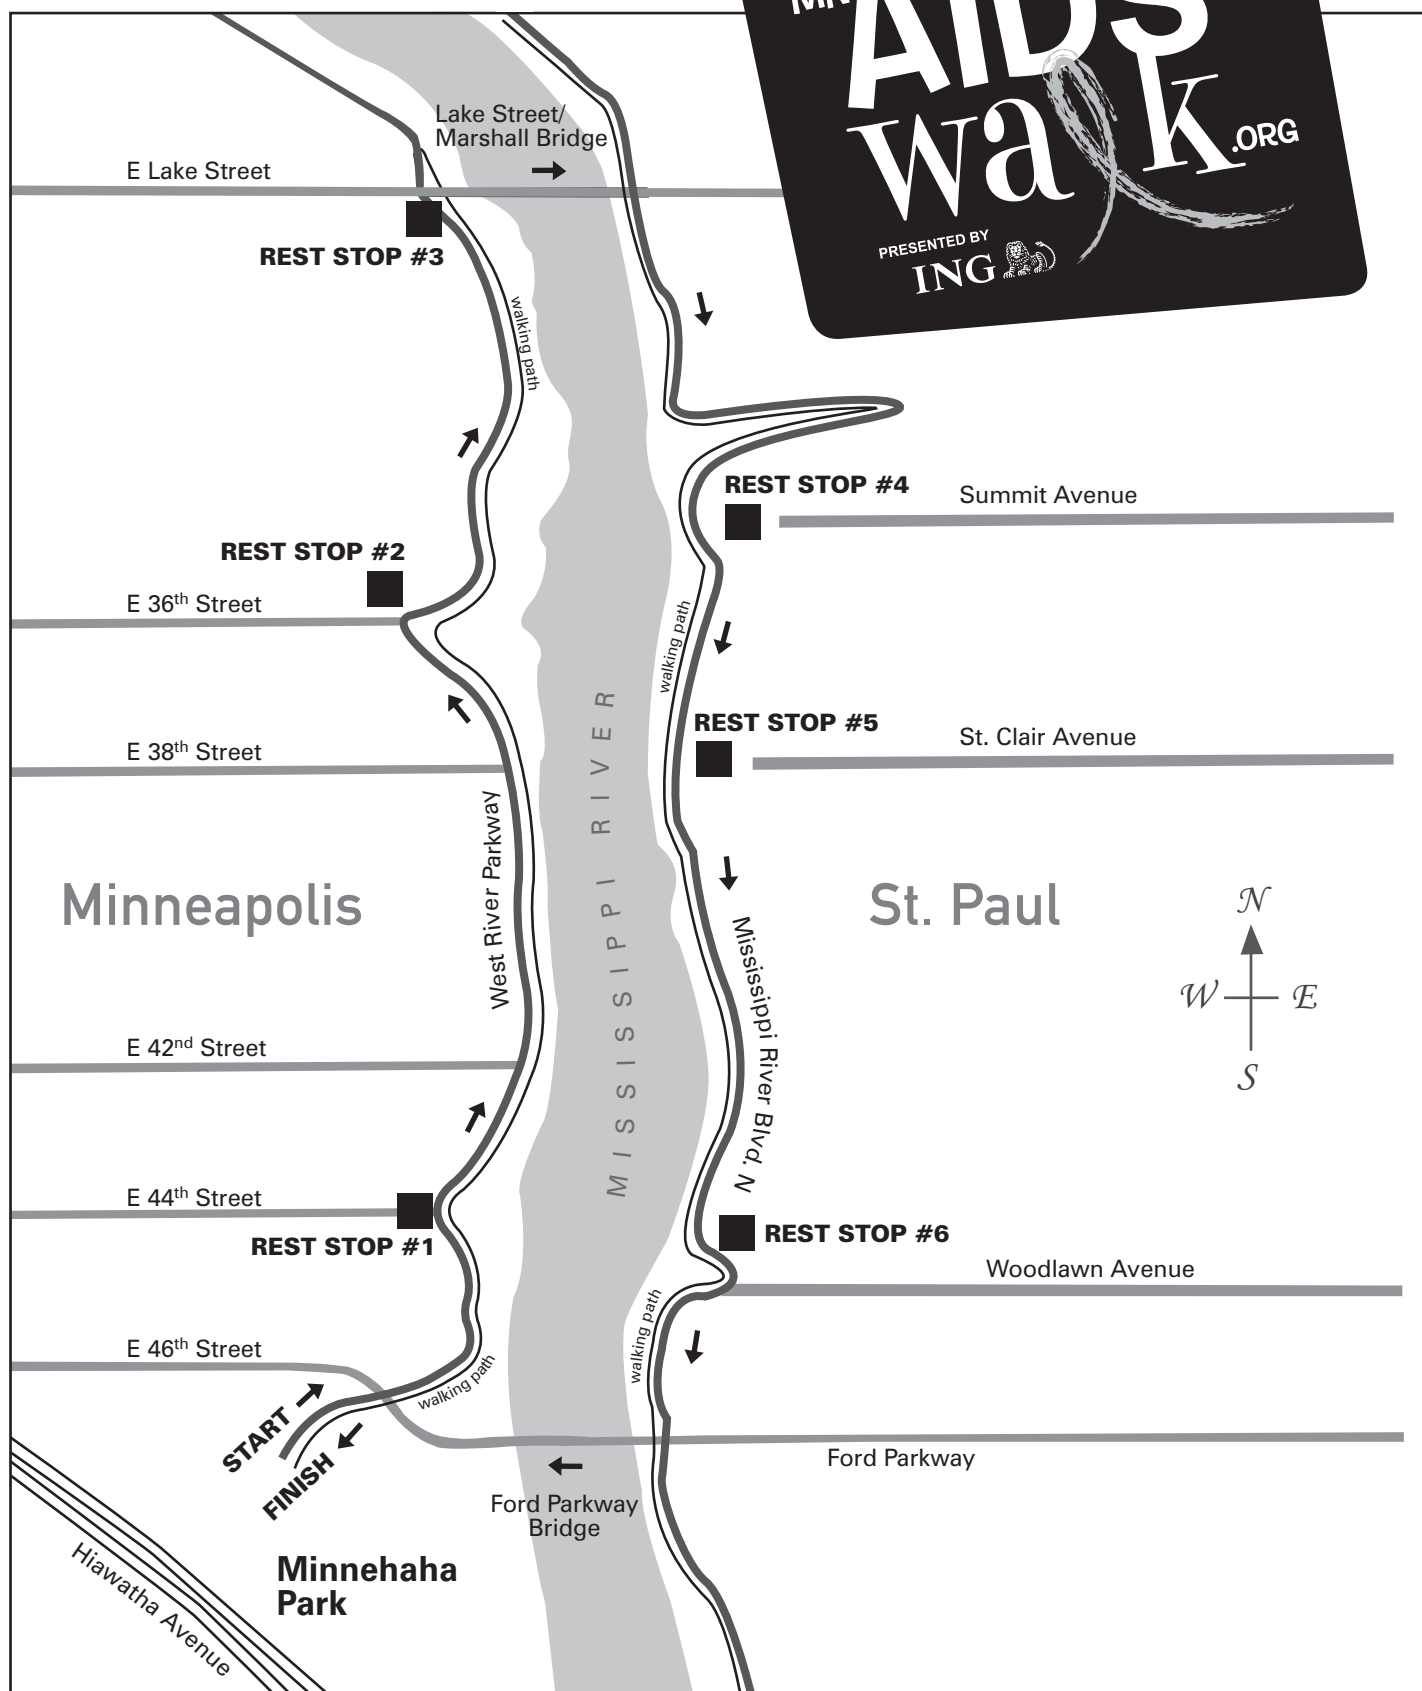 AIDS
Walk
.ORG
PRESENTED BY
ING
Lake Street/
Marshall Bridge
E Lake Street
REST STOP #3
walking path
REST STOP #4
Summit Avenue
REST STOP #2
E 36th Street
walking path
REST STOP #5
St. Clair Avenue
E 38th Street
MISSISSIPPI RIVER
West River Parkway
Minneapolis
St. Paul
Mississippi River Blvd. N
N
W E
S
E 42nd Street
E 44th Street
REST STOP #1
REST STOP #6
Woodlawn Avenue
walking path
E 46th Street
walking path
START
FINISH
Ford Parkway
Ford Parkway
Bridge
Minnehaha
Park
Hiawatha Avenue